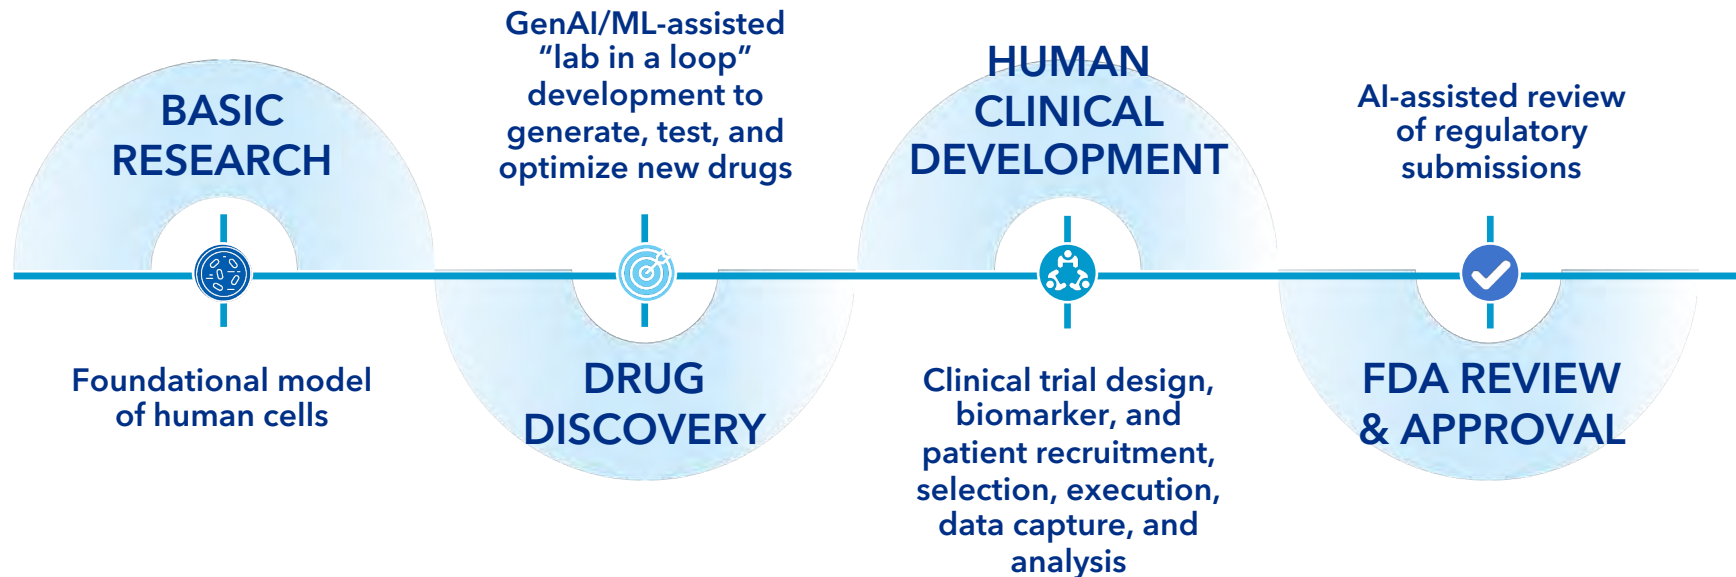 BASIC
RESEARCH
Foundational model
of human cells
GenAI/ML-assisted
“lab in a loop”
development to
generate, test, and
optimize new drugs
DRUG
DISCOVERY
HUMAN
CLINICAL
DEVELOPMENT
Clinical trial design,
biomarker, and
patient recruitment,
selection, execution,
data capture, and
analysis
AI-assisted review
of regulatory
submissions
FDA REVIEW
& APPROVAL